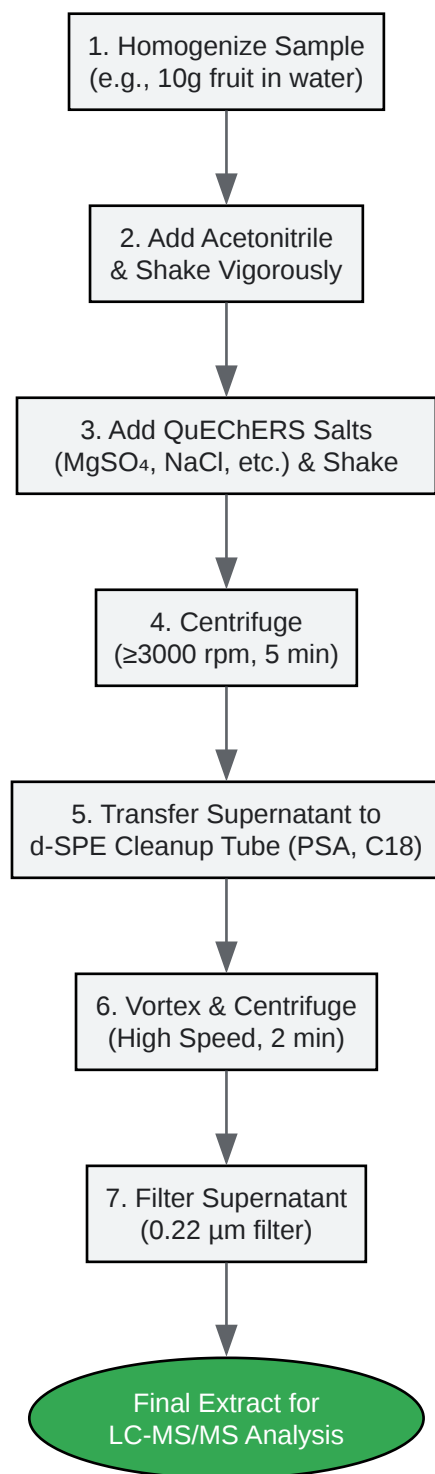 1. Homogenize Sample
(e.g., 10g fruit in water)
2. Add Acetonitrile
& Shake Vigorously
3. Add QuEChERS Salts
(MgSO₄, NaCl, etc.) & Shake
4. Centrifuge
(≥3000 rpm, 5 min)
5. Transfer Supernatant to
d-SPE Cleanup Tube (PSA, C18)
6. Vortex & Centrifuge
(High Speed, 2 min)
7. Filter Supernatant
(0.22 µm filter)
Final Extract for
LC-MS/MS Analysis